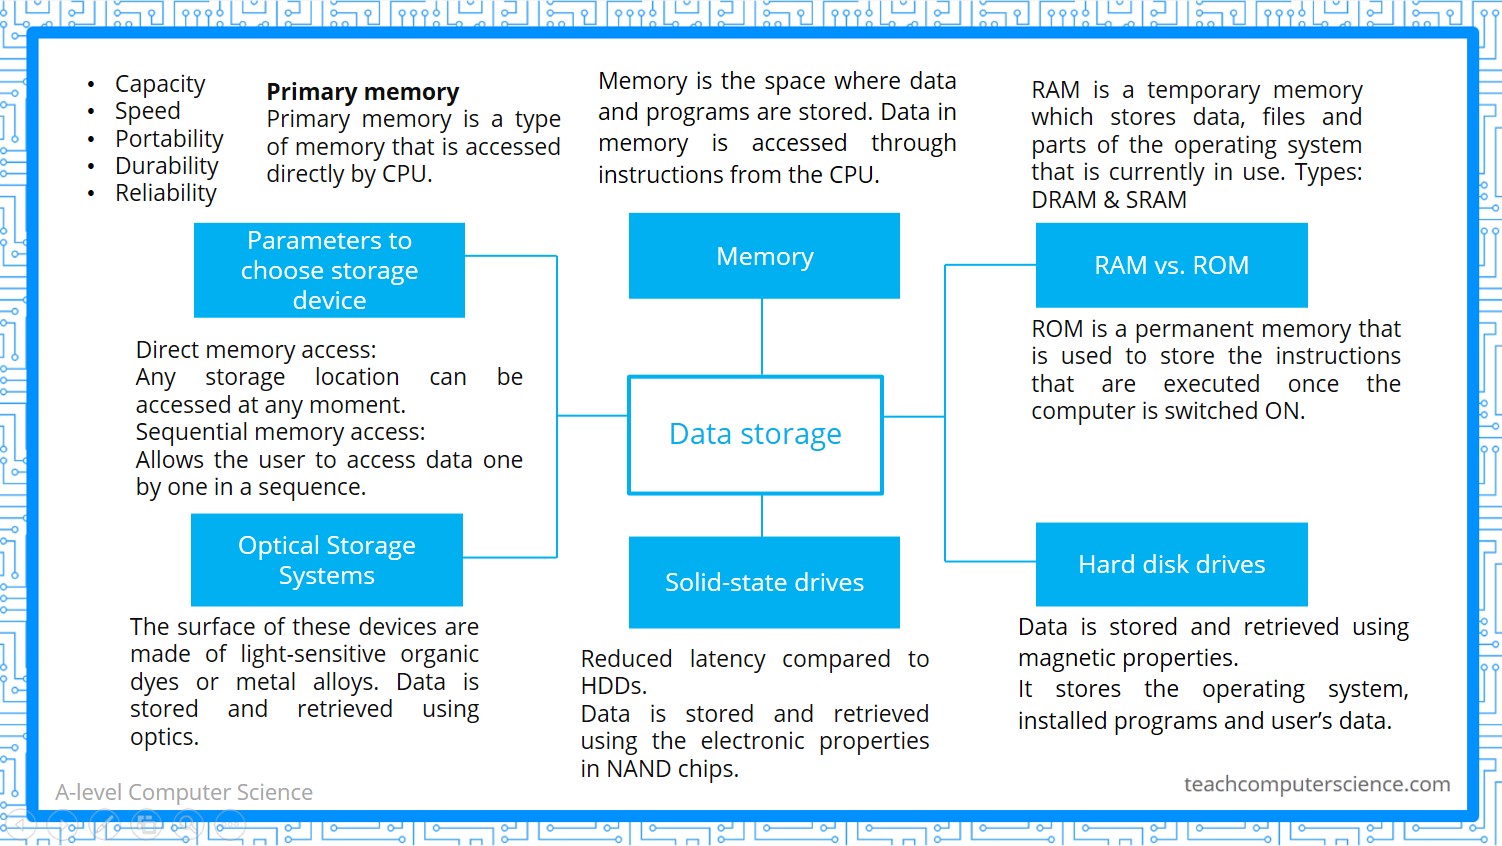 • Capacity
• Speed
• Portability
• Durability
• Reliability
Primary memory
Primary memory is a type
of memory that is accessed
directly by CPU.
Memory is the space where data
and programs are stored. Data in
memory is accessed through
instructions from the CPU.
RAM is a temporary memory
which stores data, files and
parts of the operating system
that is currently in use. Types:
DRAM & SRAM
Parameters to
choose storage
device
Memory
RAM vs. ROM
Direct memory access:
Any storage location can be
accessed at any moment.
Sequential memory access:
Allows the user to access data one
by one in a sequence.
Data storage
ROM is a permanent memory that
is used to store the instructions
that are executed once the
computer is switched ON.
Optical Storage
Systems
Solid-state drives
Hard disk drives
The surface of these devices are
made of light-sensitive organic
dyes or metal alloys. Data is
stored and retrieved using
optics.
Reduced latency compared to
HDDs.
Data is stored and retrieved
using the electronic properties
in NAND chips.
Data is stored and retrieved using
magnetic properties.
It stores the operating system,
installed programs and user’s data.
A-level Computer Science
teachcomputerscience.com